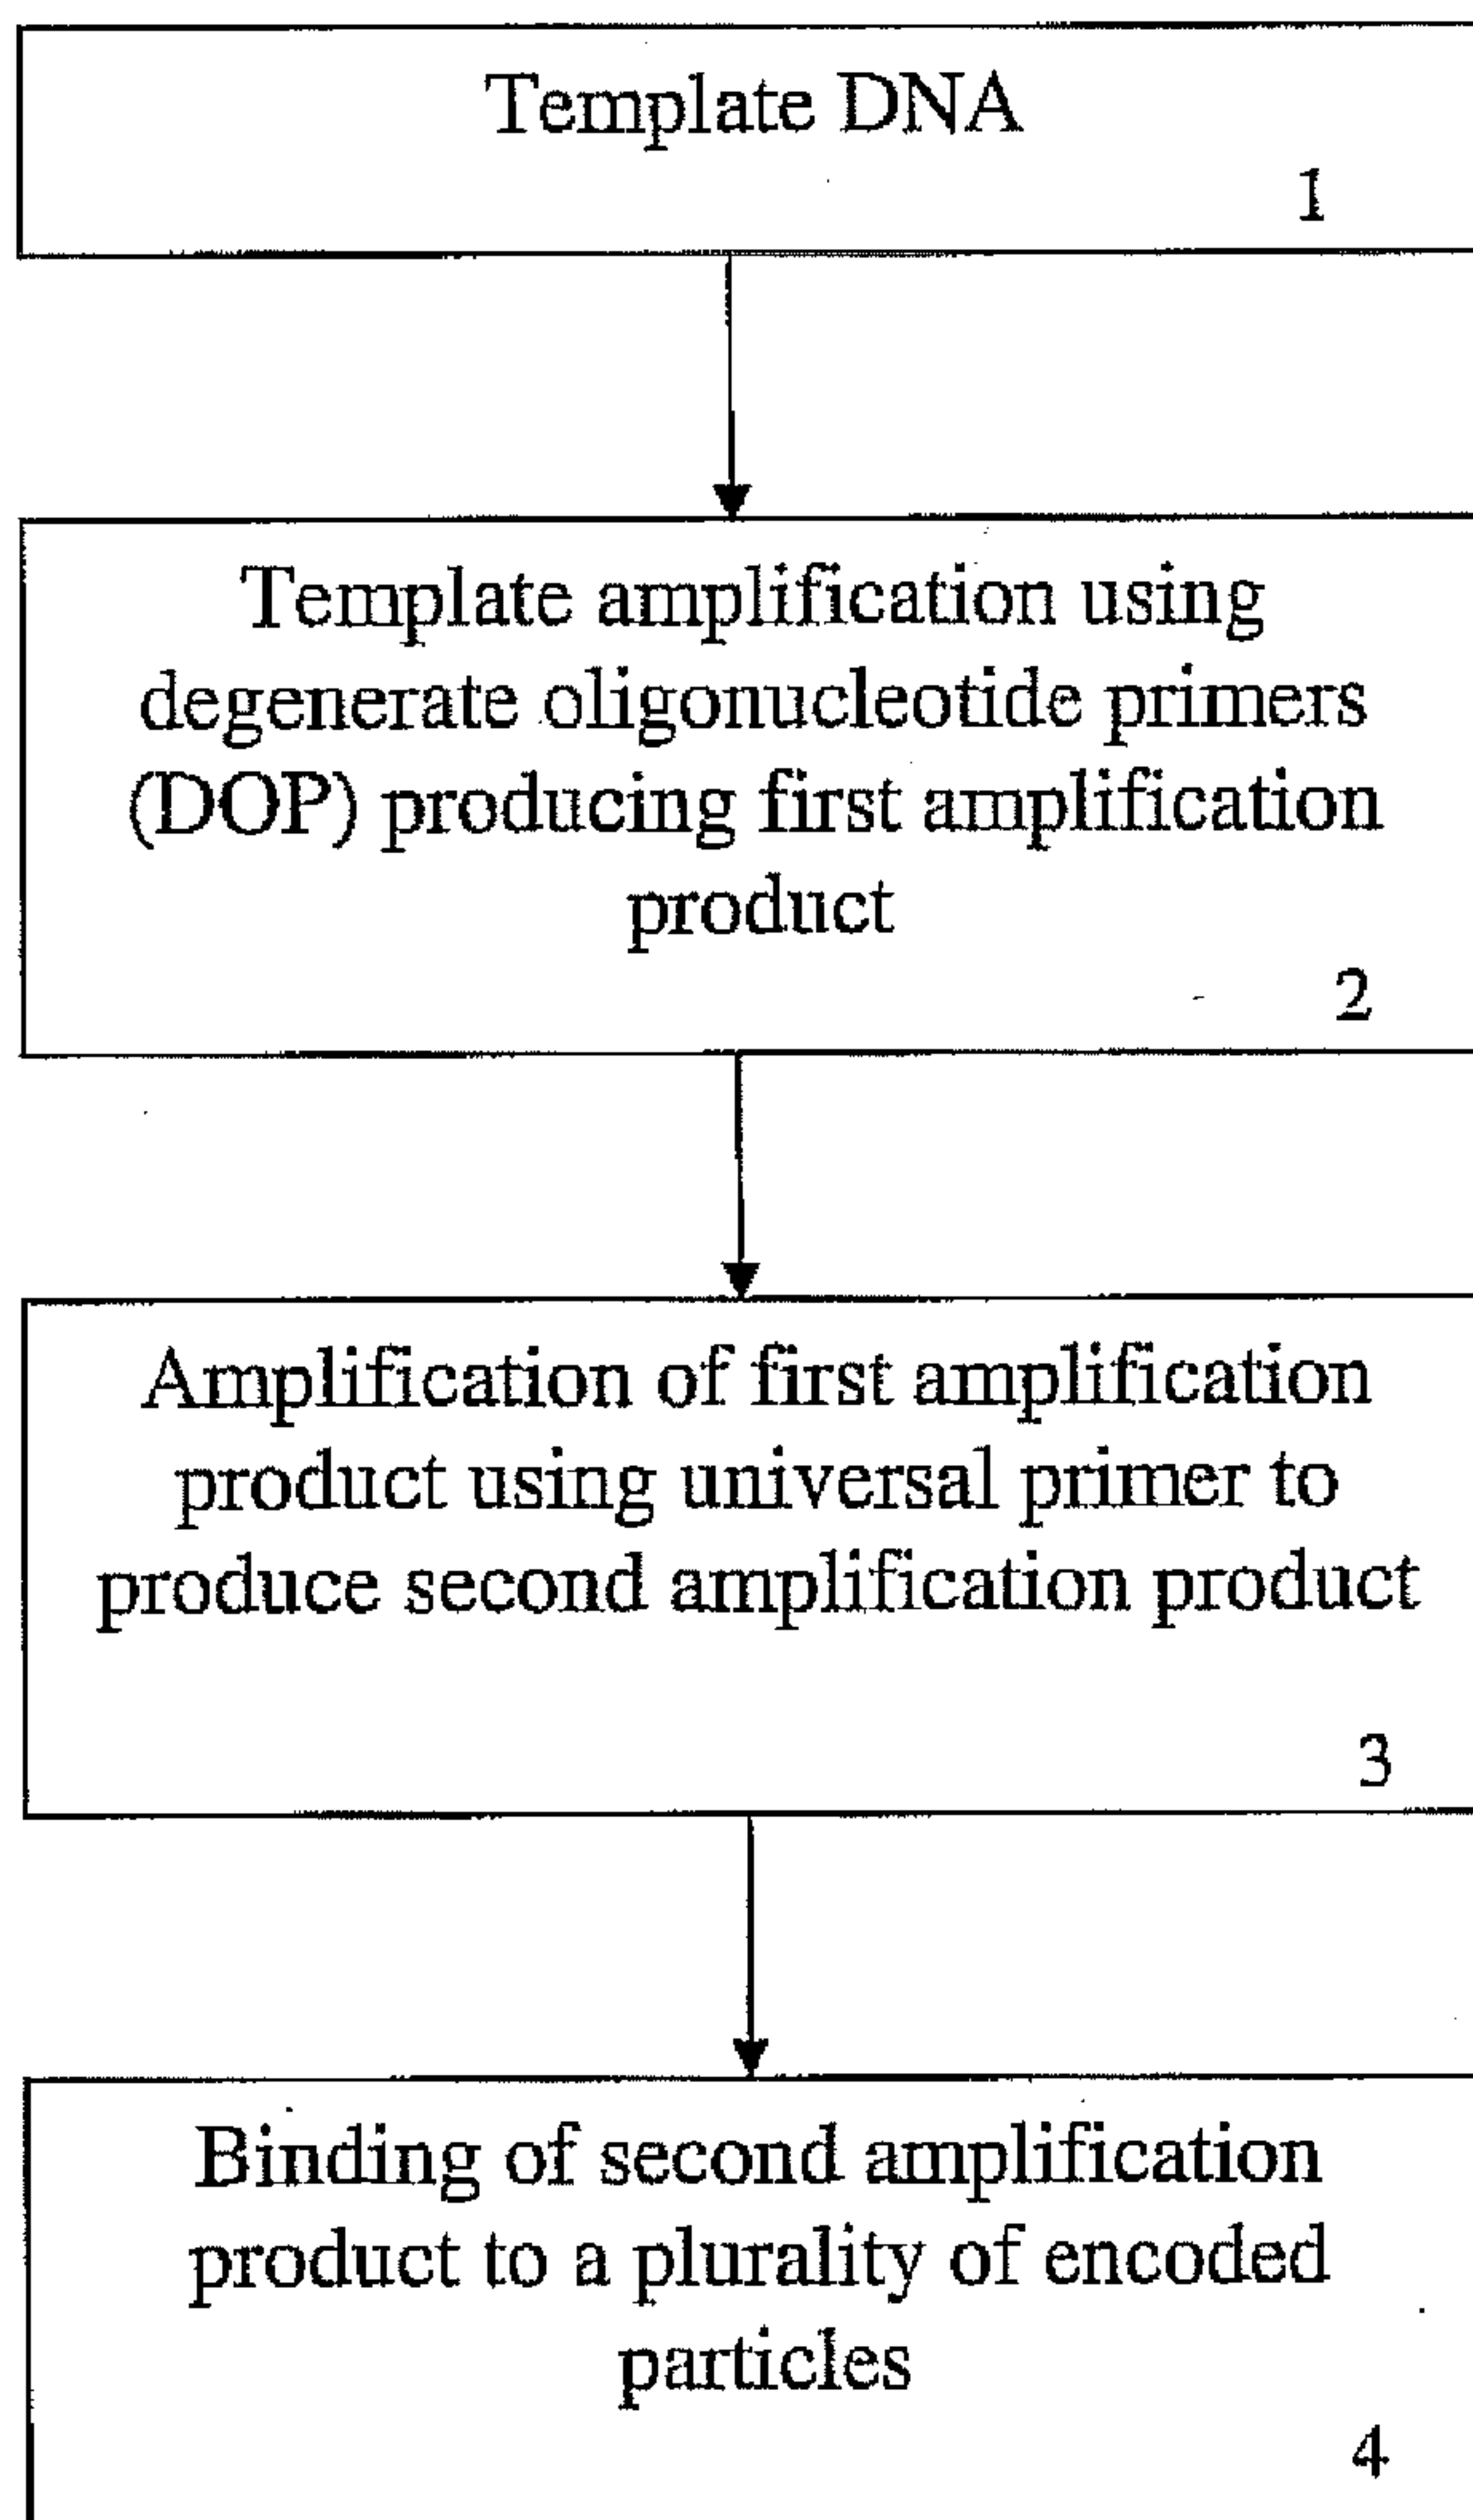 Template DNA
1
Template amplification using
degenerate oligonucleotide primers
(DOP) producing first amplification
product
2
Amplification of first amplification
product using universal primer to
produce second amplification product
3
Binding of second amplification
product to a plurality of encoded
particles
4